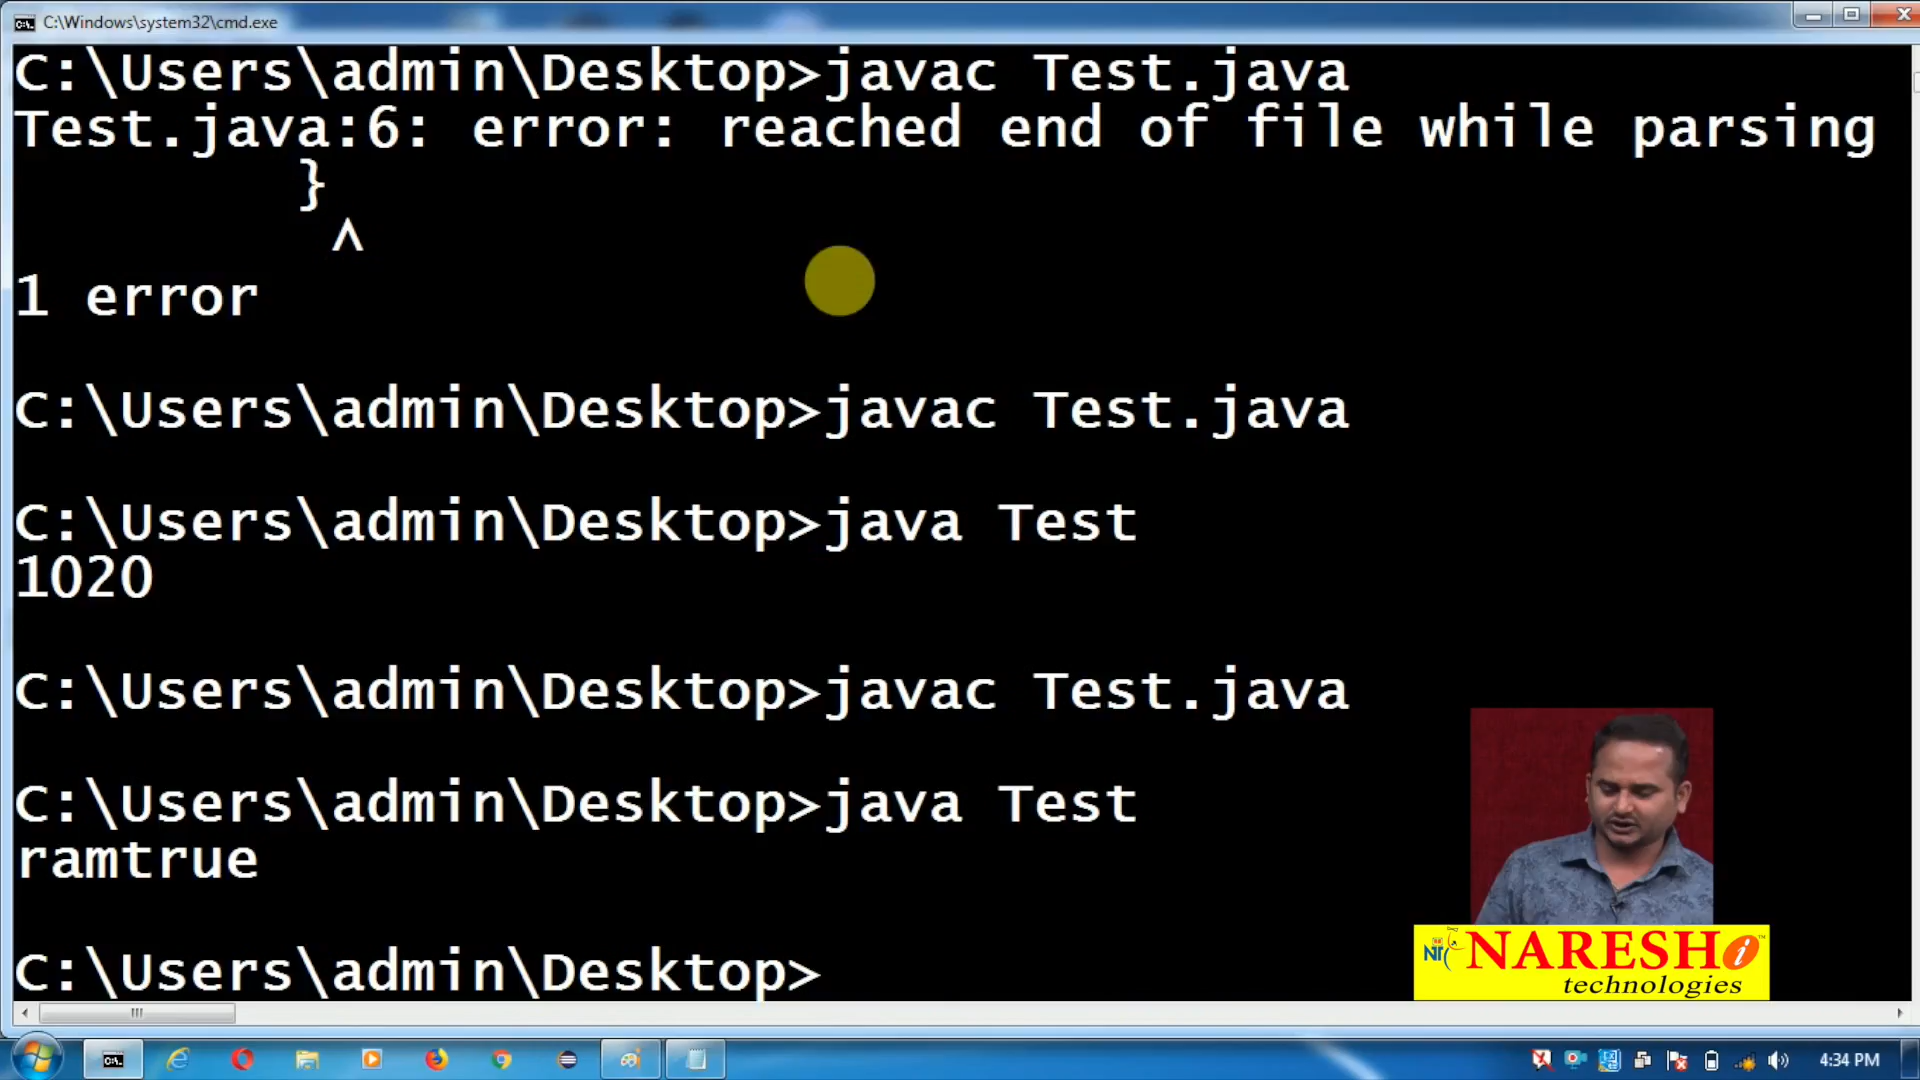 C:\Windows\system32\cmd.exe
C:\Users\admin\Desktop>javac Test.java
Test.java:6: error: reached end of file while parsing
}
^
1 error
C:\Users\admin\Desktop>javac Test.java
C:\Users\admin\Desktop>java Test
1020
C:\Users\admin\Desktop>javac Test.java
C:\Users\admin\Desktop>java Test
ramtrue
C:\Users\admin\Desktop>
NARESH i
technologies
4:34 PM